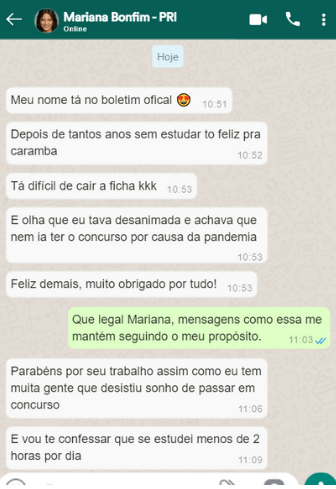 Mariana Bonfim - PRI
Online
Hoje
Meu nome tá no boletim ofical 😍 10:51
Depois de tantos anos sem estudar to feliz pra
caramba
10:52
Tá difícil de cair a ficha kkk 10:53
E olha que eu tava desanimada e achava que
nem ia ter o concurso por causa da pandemia
10:53
Feliz demais, muito obrigado por tudo! 10:53
Que legal Mariana, mensagens como essa me
mantém seguindo o meu propósito. 11:03
Parabéns por seu trabalho assim como eu tem
muita gente que desistiu sonho de passar em
concurso 11:06
E vou te confessar que se estudei menos de 2
horas por dia 11:09